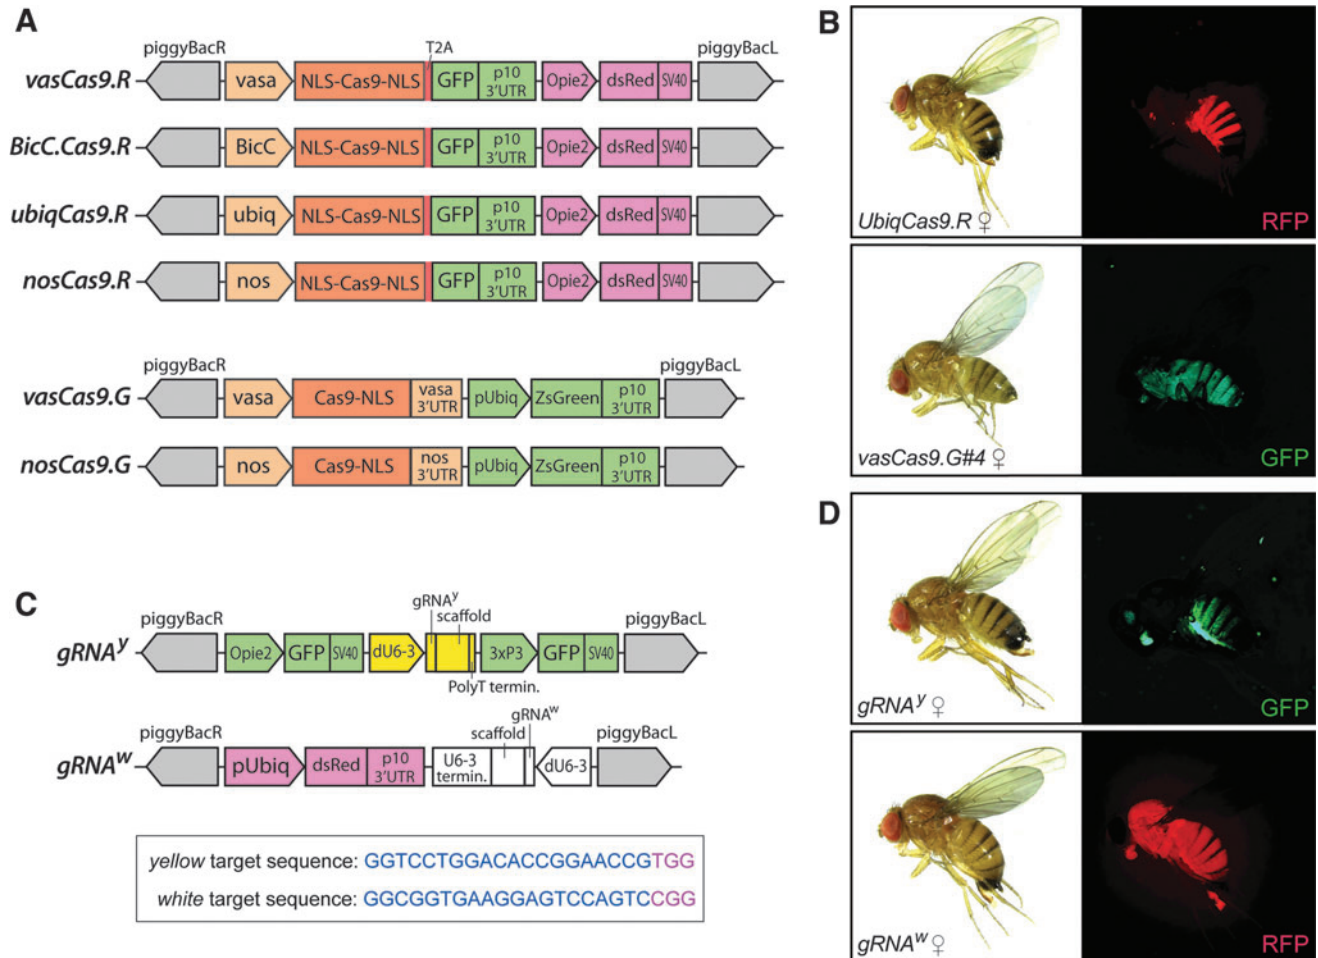 A
piggyBacR
T2A
piggyBacL
vasCas9.R
vasa
NLS-Cas9-NLS
GFP
p10
3'UTR
Opie2
dsRed
SV40
BicC.Cas9.R
BicC
NLS-Cas9-NLS
GFP
p10
3'UTR
Opie2
dsRed
SV40
ubiqCas9.R
ubiq
NLS-Cas9-NLS
GFP
p10
3'UTR
Opie2
dsRed
SV40
nosCas9.R
nos
NLS-Cas9-NLS
GFP
p10
3'UTR
Opie2
dsRed
SV40
piggyBacR
piggyBacL
vasCas9.G
vasa
Cas9-NLS
vasa
3'UTR
pUbiq
ZsGreen
p10
3'UTR
nosCas9.G
nos
Cas9-NLS
nos
3'UTR
pUbiq
ZsGreen
p10
3'UTR
B
UbiqCas9.R ♀
RFP
vasCas9.G#4 ♀
GFP
C
piggyBacR
gRNAy
scaffold
piggyBacL
gRNAy
Opie2
GFP
SV40
dU6-3
3xP3
GFP
SV40
PolyT termin.
piggyBacR
gRNAw
scaffold
piggyBacL
gRNAw
pUbiq
dsRed
p10
3'UTR
U6-3
termin.
dU6-3
yellow target sequence: GGTCCTGGACACCGGAACCGTGG
white target sequence: GGCGGTGAAGGAGTCCAGTCCGG
D
gRNAy ♀
GFP
gRNAw ♀
RFP